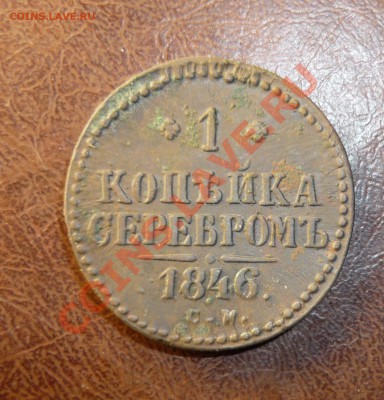 COINS.LAVE.RU
1
КОПѢЙКА
СЕРЕБРОМЪ
1846.
С.М.
COINS.LAVE.RU